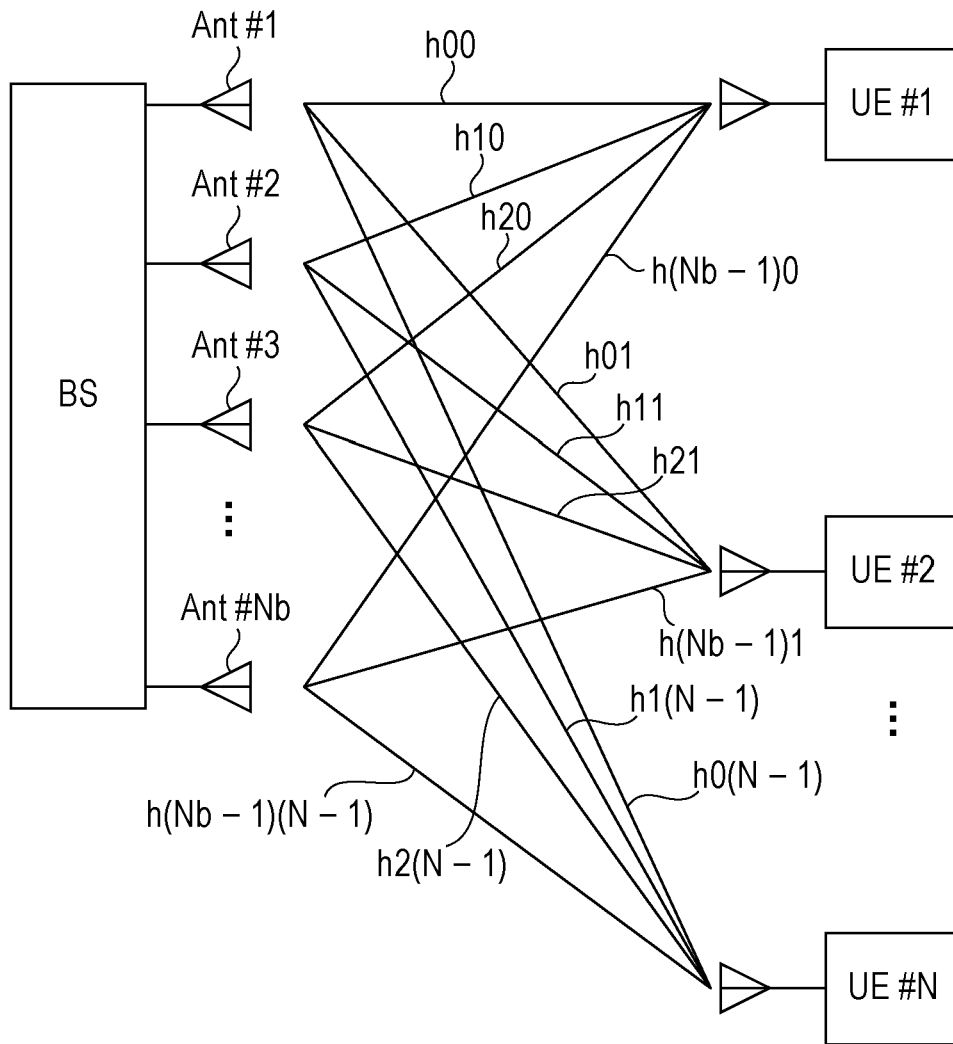 Ant #1
h00
UE #1
h10
Ant #2
h20
h(Nb – 1)0
Ant #3
h01
BS
h11
h21
...
UE #2
Ant #Nb
h(Nb – 1)1
h1(N – 1)
...
h0(N – 1)
h(Nb – 1)(N – 1)
h2(N – 1)
UE #N